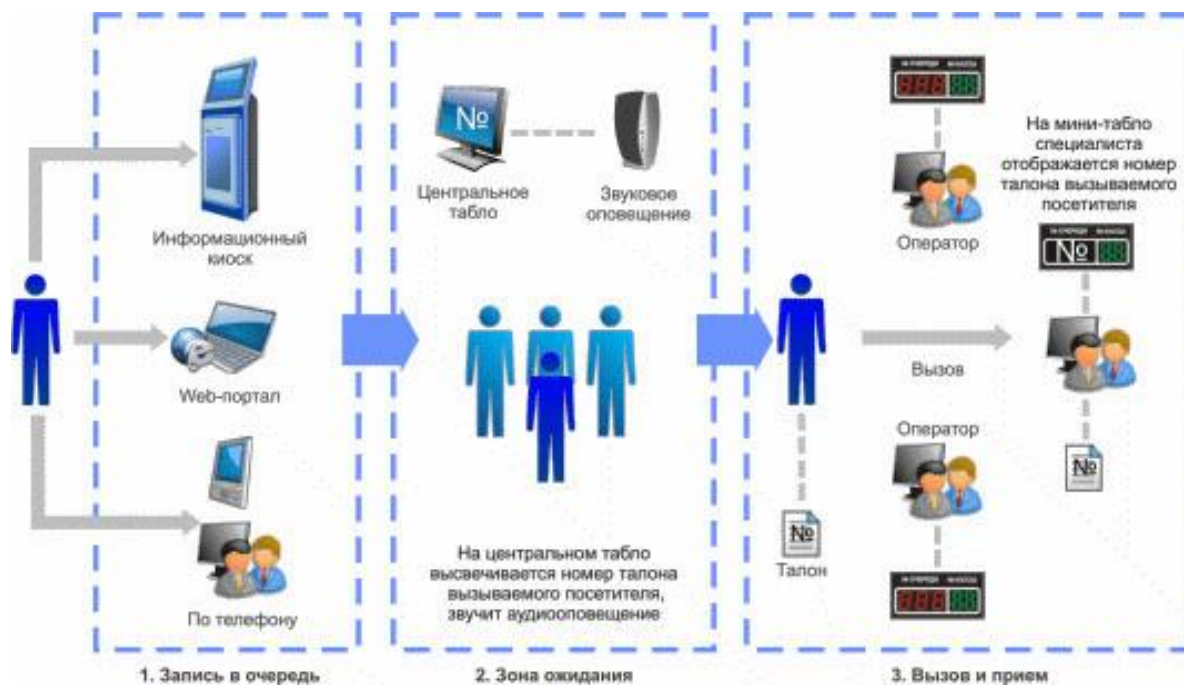 Информационный
киоск
Web-портал
По телефону
1. Запись в очередь
№
Центральное
табло
Звуковое
оповещение
На центральном табло
высвечивается номер талона
вызываемого посетителя,
звучит аудиооповещение
2. Зона ожидания
Оператор
На мини-табло
специалиста
отображается номер
талона вызываемого
посетителя
№
Вызов
Оператор
№
№
Талон
3. Вызов и прием